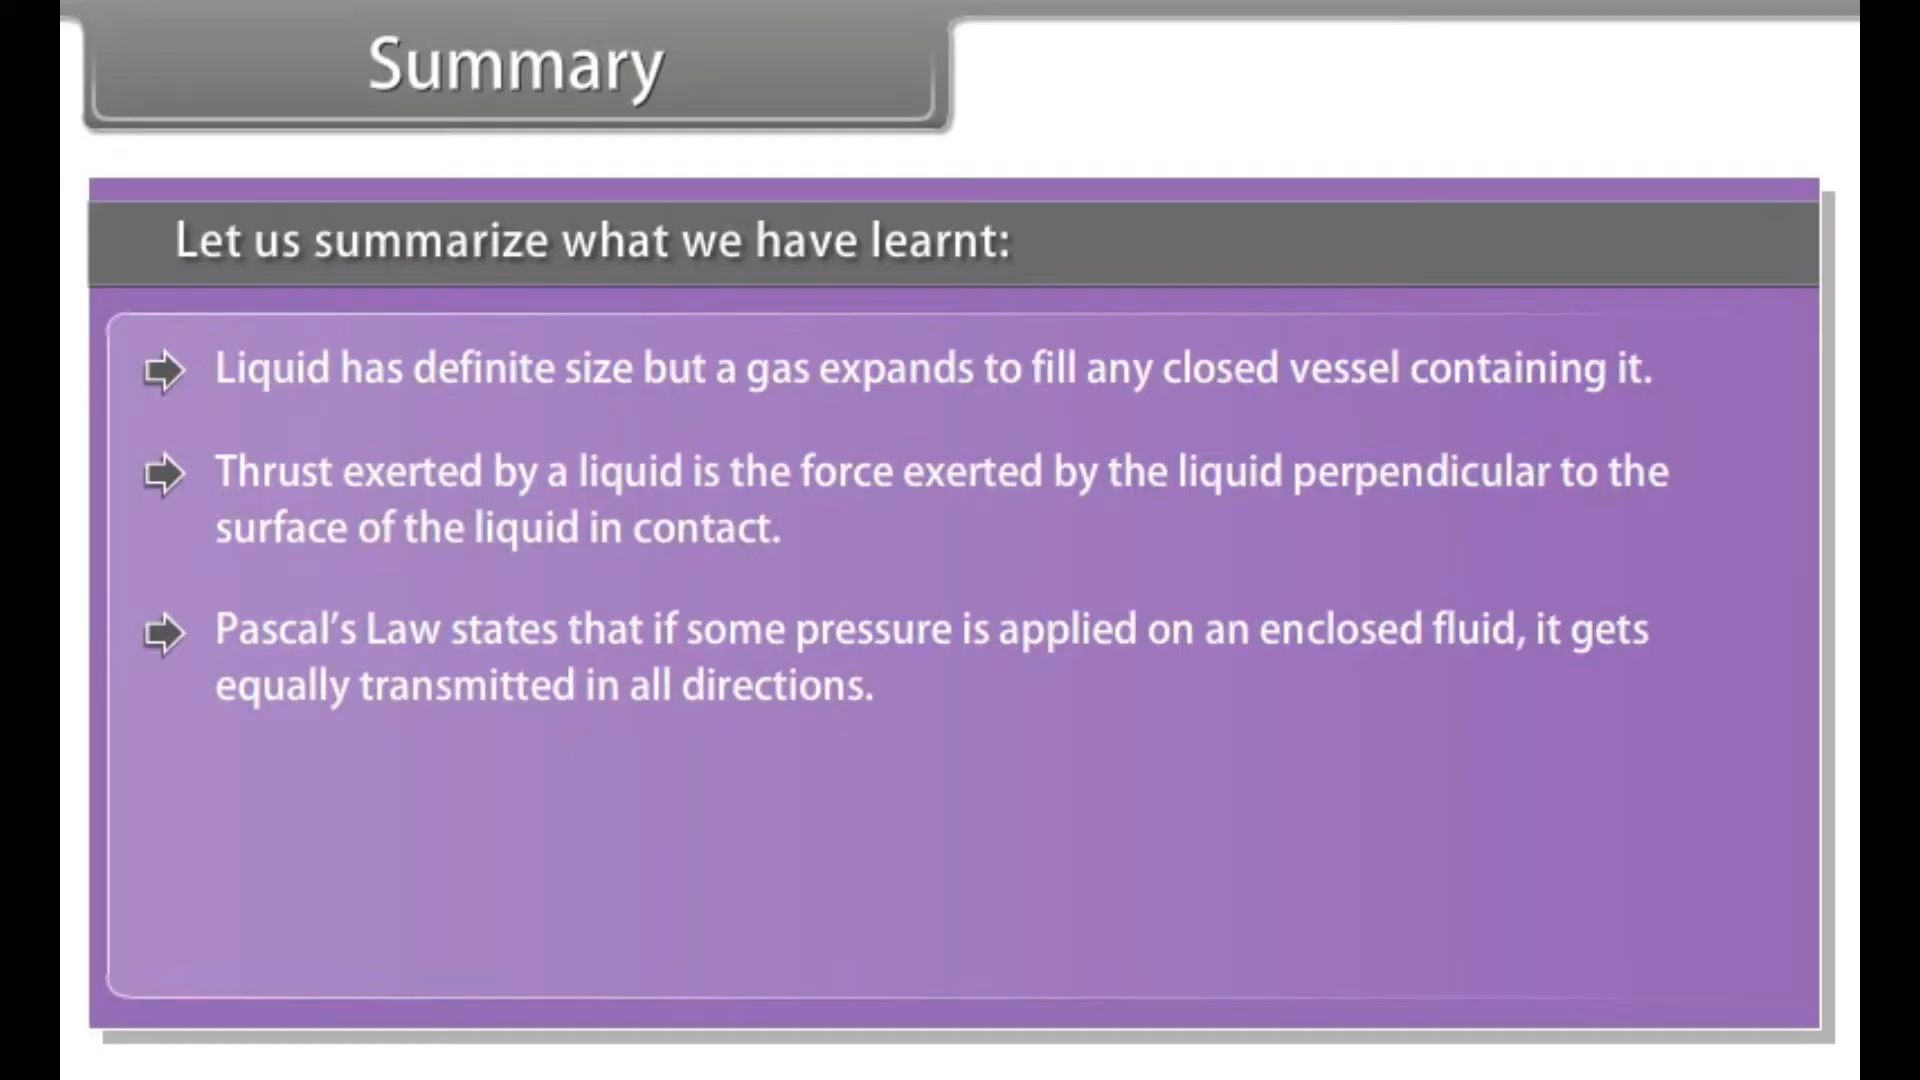 Summary
Let us summarize what we have learnt:
Liquid has definite size but a gas expands to fill any closed vessel containing it.
Thrust exerted by a liquid is the force exerted by the liquid perpendicular to the
surface of the liquid in contact.
Pascal's Law states that if some pressure is applied on an enclosed fluid, it gets
equally transmitted in all directions.